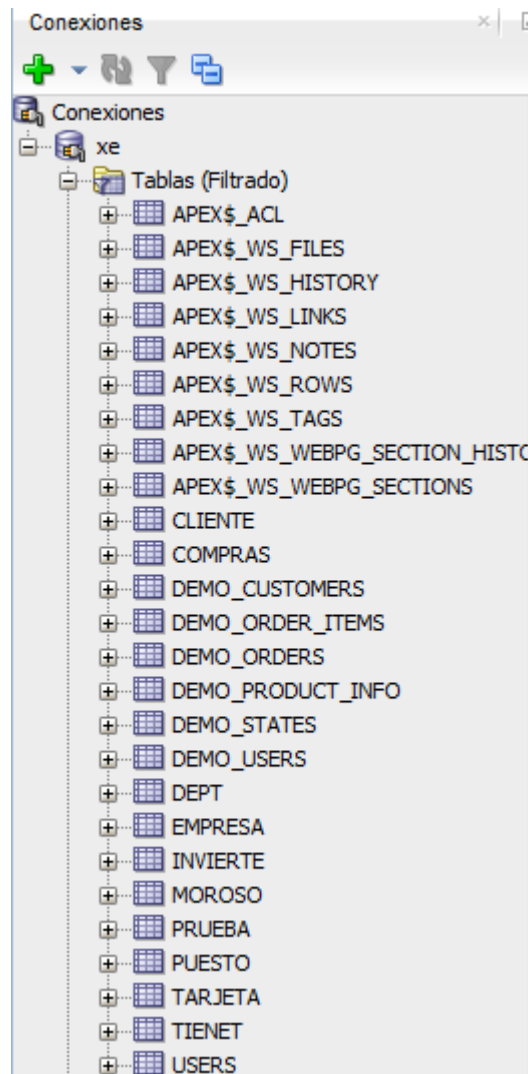 Conexiones
Conexiones
xe
Tablas (Filtrado)
APEX$_ACL
APEX$_WS_FILES
APEX$_WS_HISTORY
APEX$_WS_LINKS
APEX$_WS_NOTES
APEX$_WS_ROWS
APEX$_WS_TAGS
APEX$_WS_WEBPG_SECTION_HISTO
APEX$_WS_WEBPG_SECTIONS
CLIENTE
COMPRAS
DEMO_CUSTOMERS
DEMO_ORDER_ITEMS
DEMO_ORDERS
DEMO_PRODUCT_INFO
DEMO_STATES
DEMO_USERS
DEPT
EMPRESA
INVIERTE
MOROSO
PRUEBA
PUESTO
TARJETA
TIENET
USERS